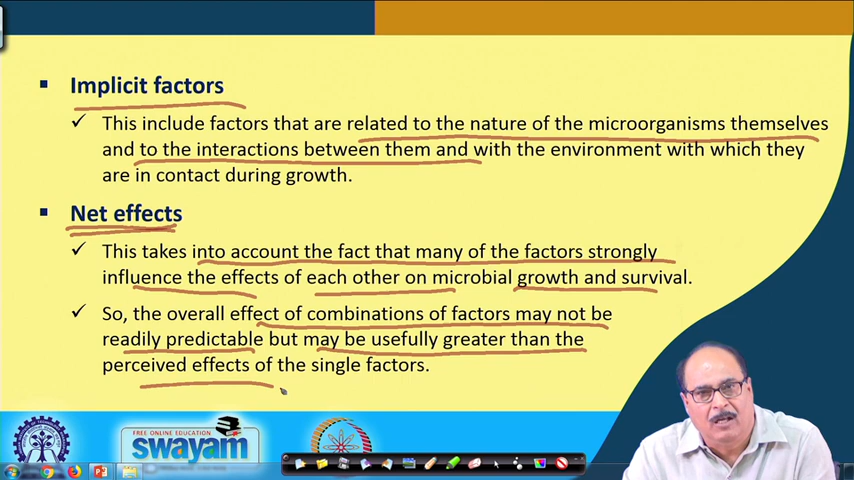 Implicit factors
This include factors that are related to the nature of the microorganisms themselves
and to the interactions between them and with the environment with which they
are in contact during growth.
Net effects
This takes into account the fact that many of the factors strongly
influence the effects of each other on microbial growth and survival.
So, the overall effect of combinations of factors may not be
readily predictable but may be usefully greater than the
perceived effects of the single factors.
FREE ONLINE EDUCATION
swayam